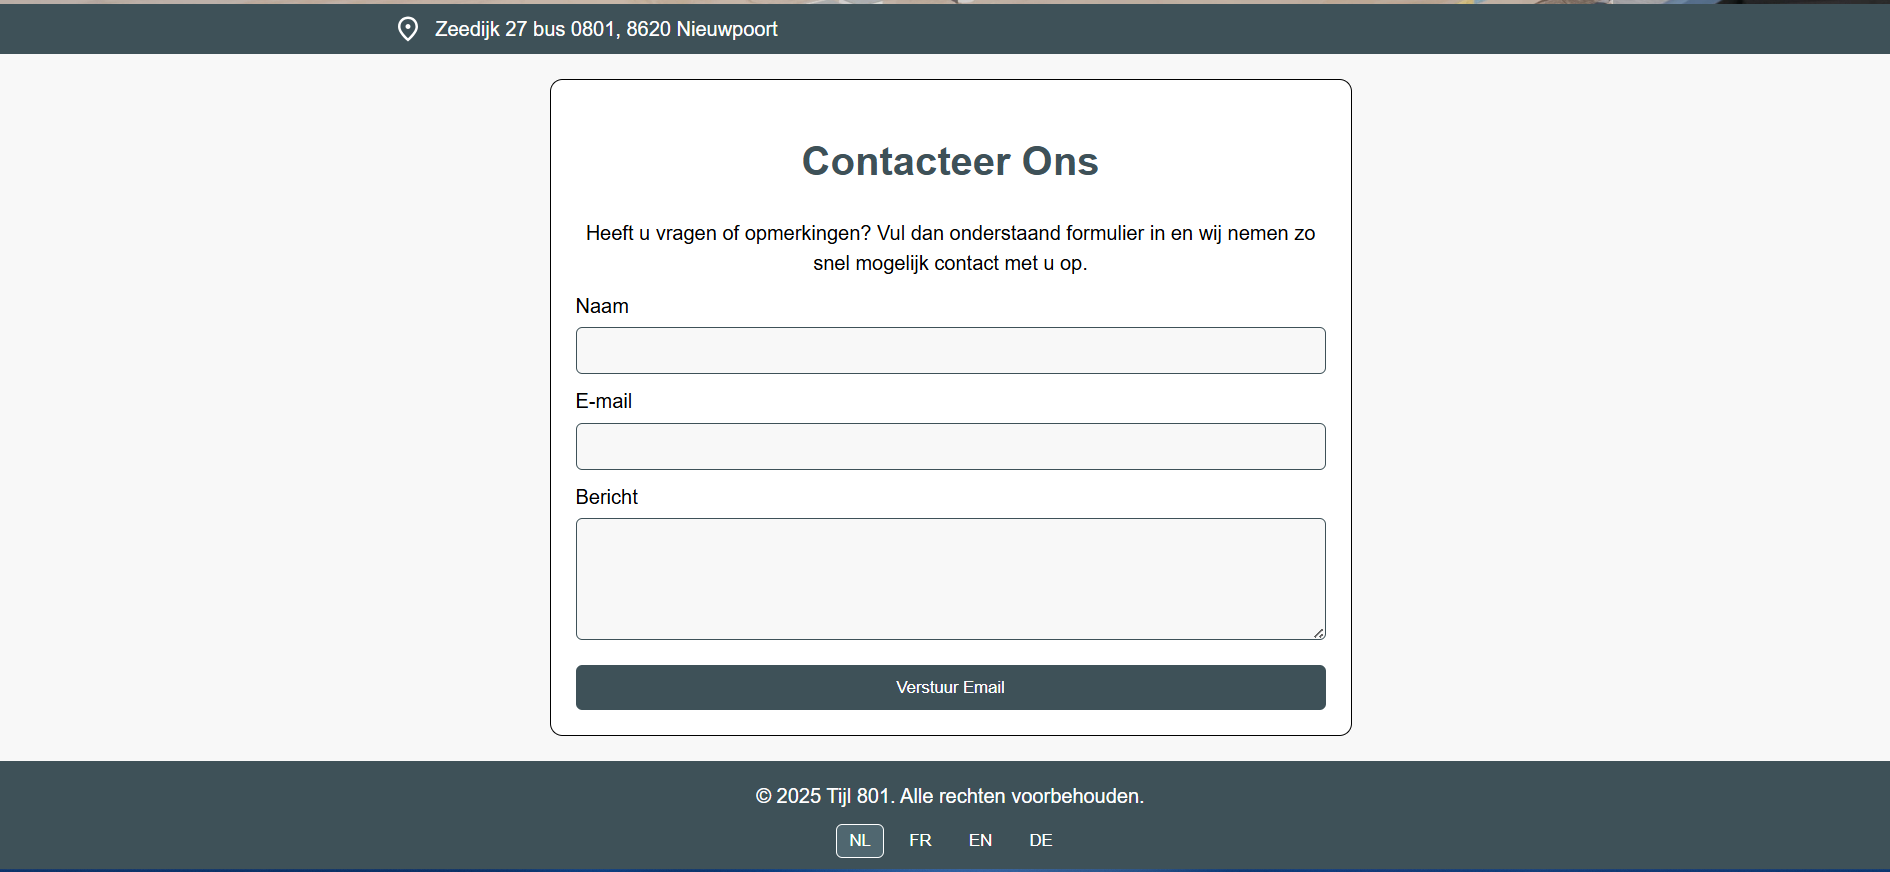 Zeedijk 27 bus 0801, 8620 Nieuwpoort
Contacteer Ons
Heeft u vragen of opmerkingen? Vul dan onderstaand formulier in en wij nemen zo
snel mogelijk contact met u op.
Naam
E-mail
Bericht
Verstuur Email
© 2025 Tijl 801. Alle rechten voorbehouden.
NL FR EN DE